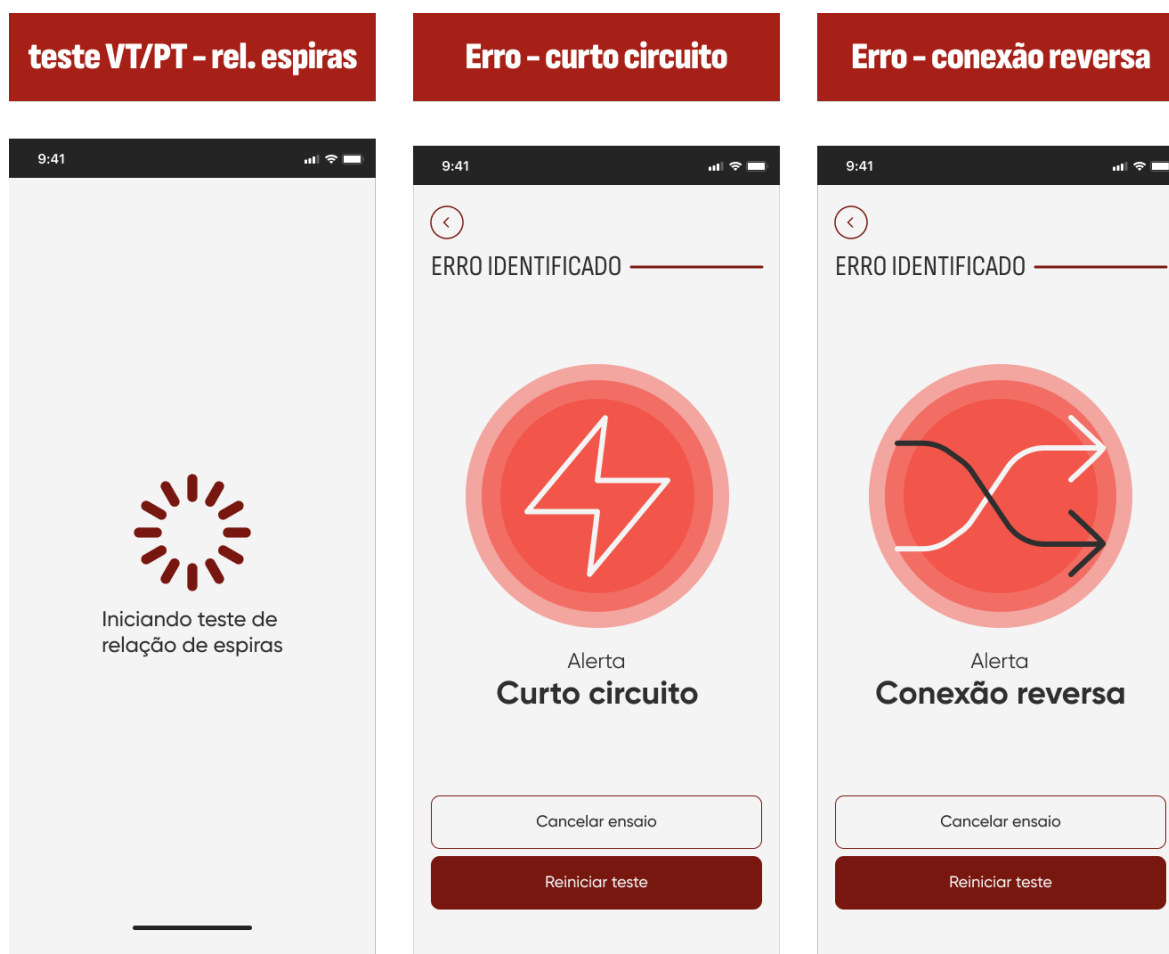 teste VT/PT - rel. espiras
9:41
Iniciando teste de
relação de espiras
Erro - curto circuito
9:41
ERRO IDENTIFICADO
Alerta
Curto circuito
Cancelar ensaio
Reiniciar teste
Erro - conexão reversa
9:41
ERRO IDENTIFICADO
Alerta
Conexão reversa
Cancelar ensaio
Reiniciar teste